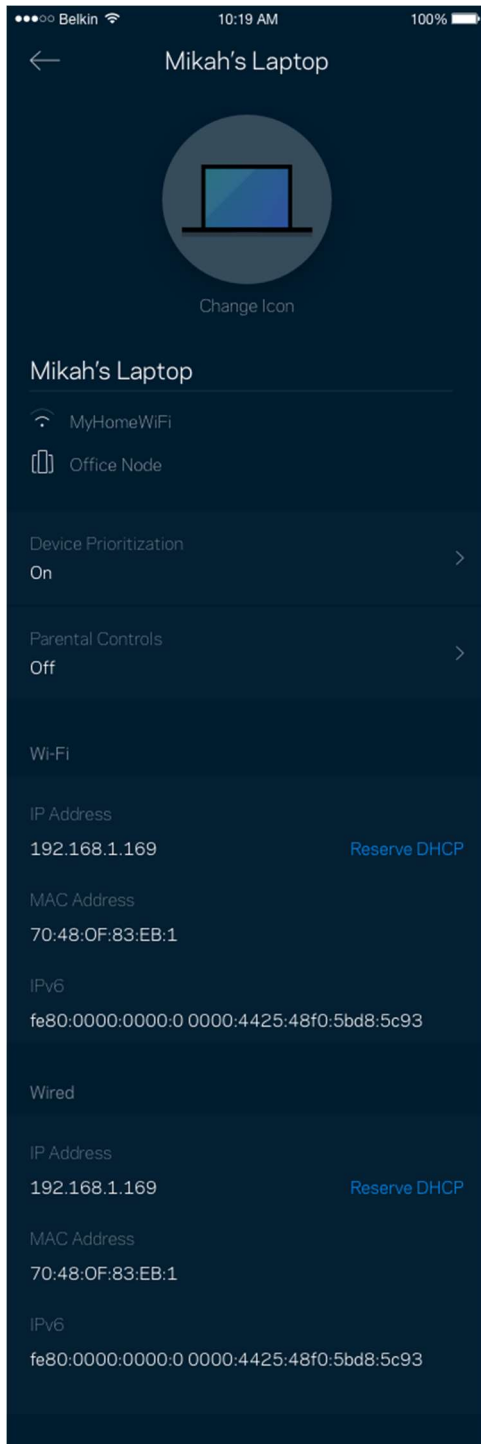 Belkin 10:19 AM 100%
Mikah's Laptop
Change Icon
Mikah's Laptop
MyHomeWiFi
Office Node
Device Prioritization
On
Parental Controls
Off
Wi-Fi
IP Address
192.168.1.169 Reserve DHCP
MAC Address
70:48:0F:83:EB:1
IPv6
fe80:0000:0000:0 0000:4425:48f0:5bd8:5c93
Wired
IP Address
192.168.1.169 Reserve DHCP
MAC Address
70:48:0F:83:EB:1
IPv6
fe80:0000:0000:0 0000:4425:48f0:5bd8:5c93